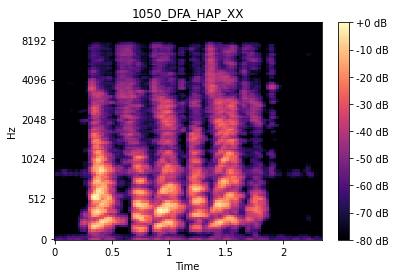 1050_DFA_HAP_XX
+0 dB
8192
-10 dB
4096
-20 dB
-30 dB
2048
Hz
-40 dB
1024
-50 dB
512
-60 dB
-70 dB
0
-80 dB
0 0.5 1 1.5 2
Time